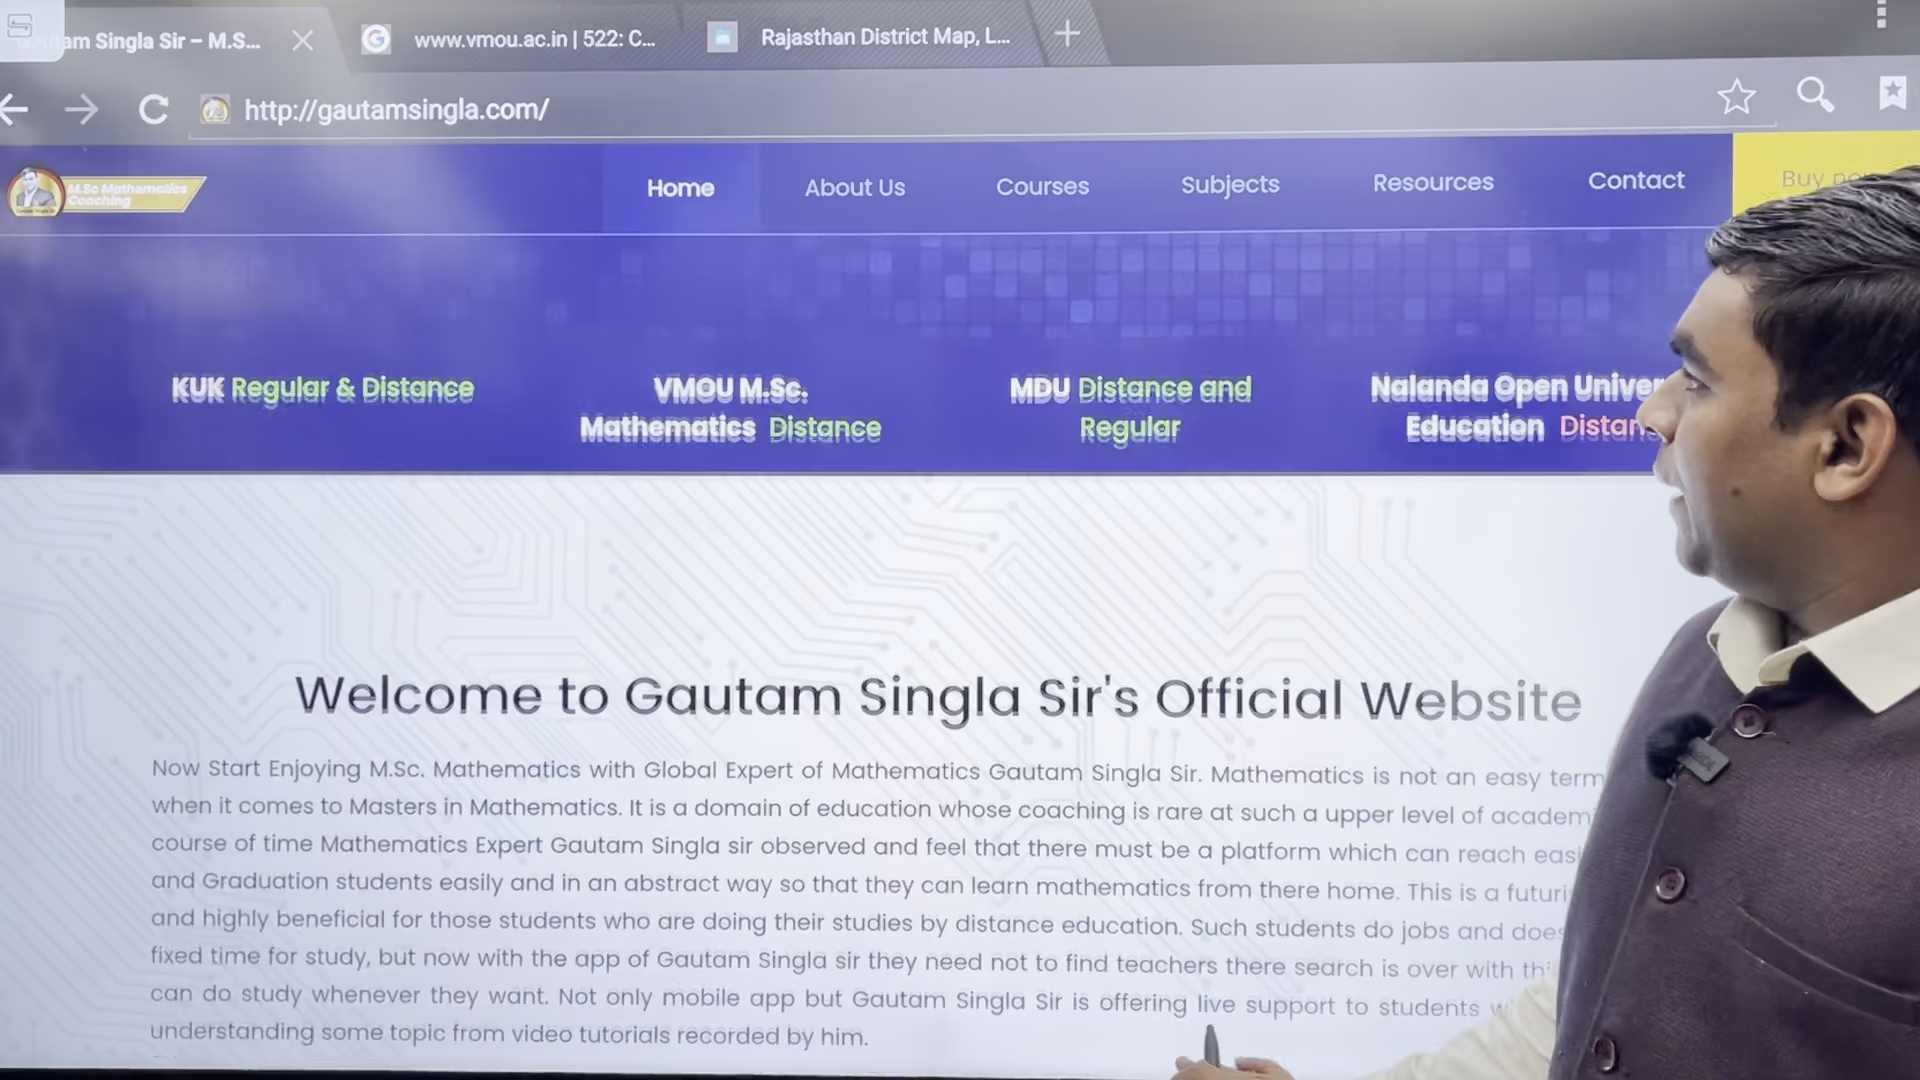 am Singla Sir – M.S...
www.vmou.ac.in | 522: C...
Rajasthan District Map, L...
http://gautamsingla.com/
M.Sc Mathematics
Coaching
Home
About Us
Courses
Subjects
Resources
Contact
Buy
KUK Regular & Distance
VMOU M.Sc.
Mathematics Distance
MDU Distance and
Regular
Nalanda Open Univer
Education Distan
Welcome to Gautam Singla Sir's Official Website
Now Start Enjoying M.Sc. Mathematics with Global Expert of Mathematics Gautam Singla Sir. Mathematics is not an easy term
when it comes to Masters in Mathematics. It is a domain of education whose coaching is rare at such a upper level of academ
course of time Mathematics Expert Gautam Singla sir observed and feel that there must be a platform which can reach easi
and Graduation students easily and in an abstract way so that they can learn mathematics from there home. This is a futuri
and highly beneficial for those students who are doing their studies by distance education. Such students do jobs and does
fixed time for study, but now with the app of Gautam Singla sir they need not to find teachers there search is over with thi
can do study whenever they want. Not only mobile app but Gautam Singla Sir is offering live support to students w
understanding some topic from video tutorials recorded by him.